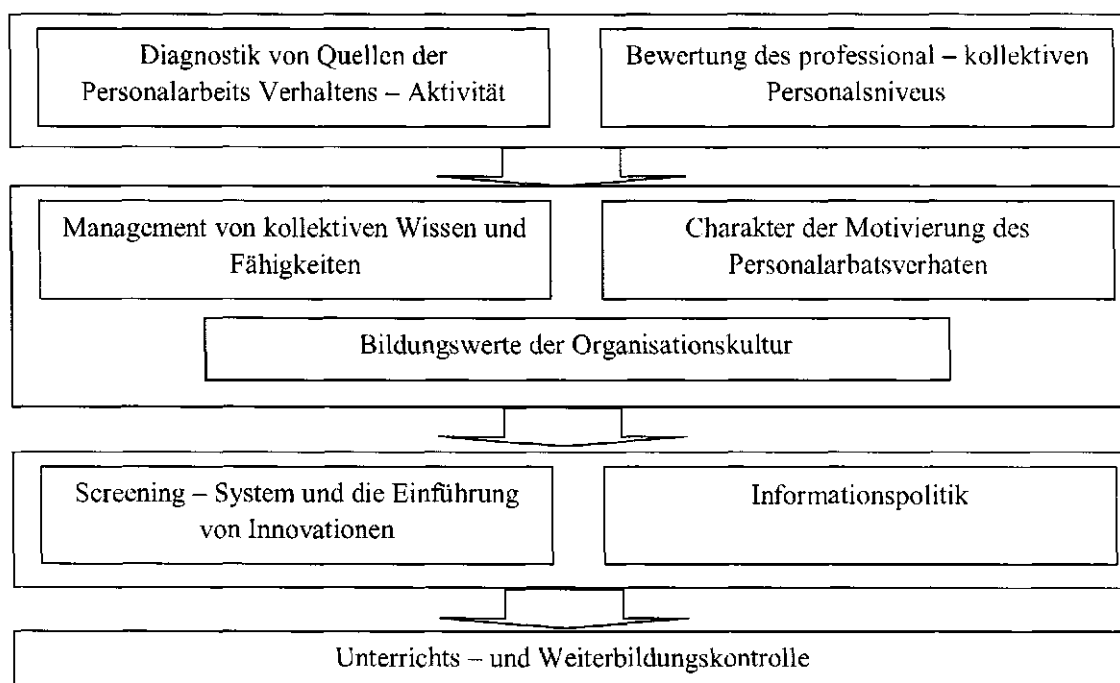 Diagnostik von Quellen der
Personalarbeits Verhaltens – Aktivität
Bewertung des professional – kollektiven
Personalsniveus
Management von kollektiven Wissen und
Fähigkeiten
Charakter der Motivierung des
Personalarbatsverhaten
Bildungswerte der Organisationskultur
Screening – System und die Einführung
von Innovationen
Informationspolitik
Unterrichts – und Weiterbildungskontrolle